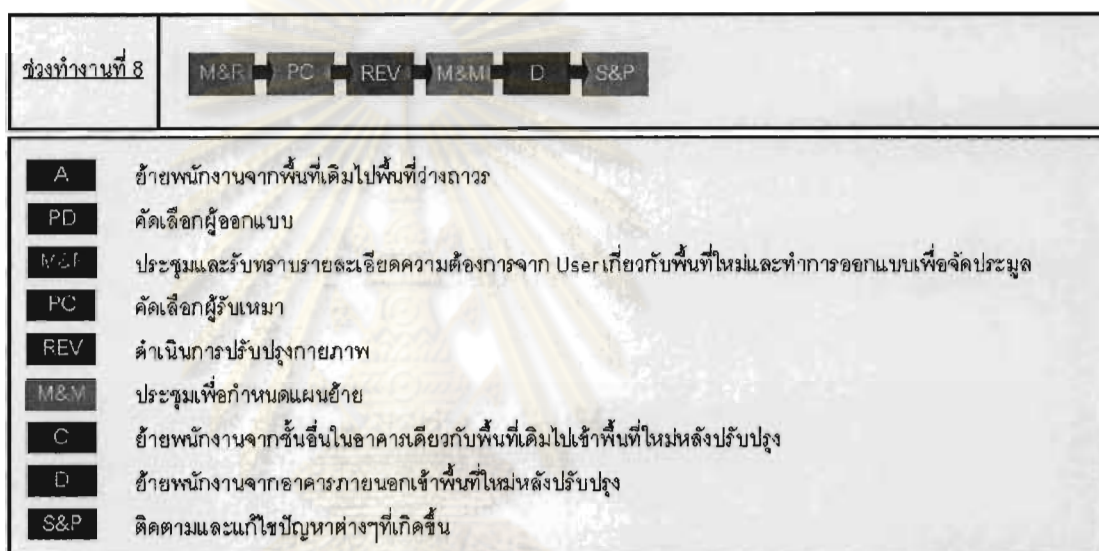 ช่วงทำงานที่ 8 M&R PC REV M&M D S&P
A ย้ายพนักงานจากพื้นที่เดิมไปพื้นที่ว่างถาวร
PD คัดเลือกผู้ออกแบบ
M&R ประชุมและรับทราบรายละเอียดความต้องการจาก User เกี่ยวกับพื้นที่ใหม่และทำการออกแบบเพื่อจัดประมูล
PC คัดเลือกผู้รับเหมา
REV ดำเนินการปรับปรุงกายภาพ
M&M ประชุมเพื่อกำหนดแผนย้าย
C ย้ายพนักงานจากชั้นอื่นในอาคารเดียวกับพื้นที่เดิมไปเข้าพื้นที่ใหม่หลังปรับปรุง
D ย้ายพนักงานจากอาคารภายนอกเข้าพื้นที่ใหม่หลังปรับปรุง
S&P ติดตามและแก้ไขปัญหาต่างๆที่เกิดขึ้น